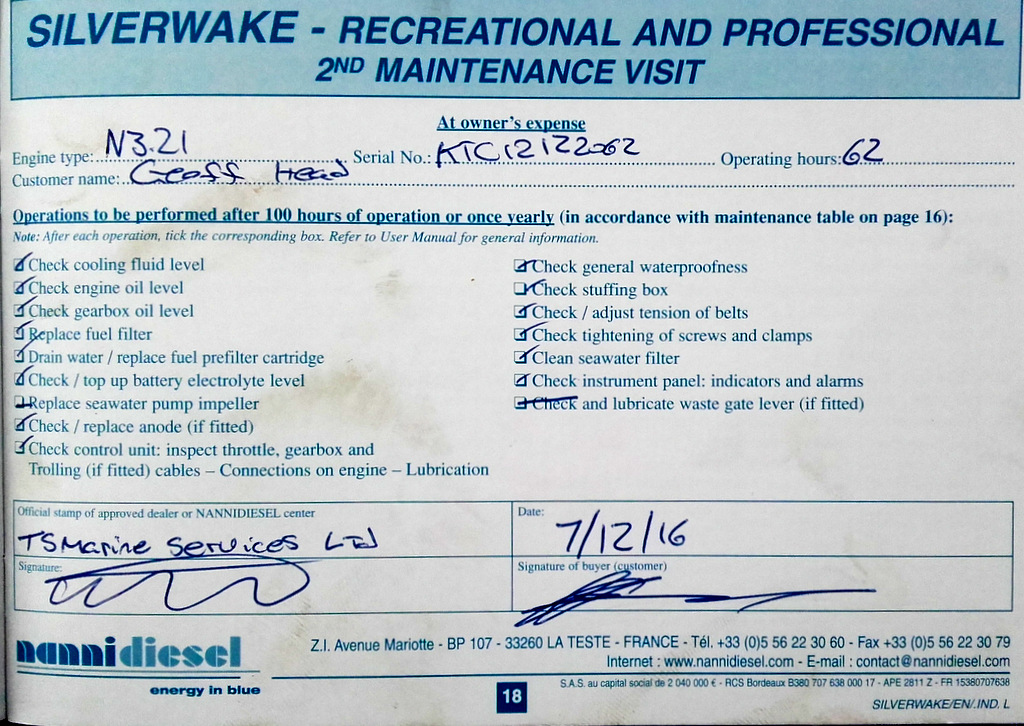 SILVERWAKE - RECREATIONAL AND PROFESSIONAL
2ND MAINTENANCE VISIT
At owner's expense
Engine type: N3.21 Serial No.: KTC12122062 Operating hours: 62
Customer name: Geoff Head
Operations to be performed after 100 hours of operation or once yearly (in accordance with maintenance table on page 16):
Note: After each operation, tick the corresponding box. Refer to User Manual for general information.
Check cooling fluid level
Check engine oil level
Check gearbox oil level
Replace fuel filter
Drain water / replace fuel prefilter cartridge
Check / top up battery electrolyte level
Replace seawater pump impeller
Check / replace anode (if fitted)
Check control unit: inspect throttle, gearbox and
Trolling (if fitted) cables – Connections on engine – Lubrication
Check general waterproofness
Check stuffing box
Check / adjust tension of belts
Check tightening of screws and clamps
Clean seawater filter
Check instrument panel: indicators and alarms
Check and lubricate waste gate lever (if fitted)
Official stamp of approved dealer or NANNIDIESEL center
TSMarine Services Ltd
Date:
7/12/16
Signature:
Signature of buyer (customer)
nannidiesel
energy in blue
Z.I. Avenue Mariotte - BP 107 - 33260 LA TESTE - FRANCE - Tél. +33 (0)5 56 22 30 60 - Fax +33 (0)5 56 22 30 79
Internet : www.nannidiesel.com - E-mail : contact@nannidiesel.com
S.A.S. au capital social de 2 040 000 € - RCS Bordeaux B380 707 638 000 17 - APE 2811 Z - FR 15380707638
18
SILVERWAKE/EN/.IND. L